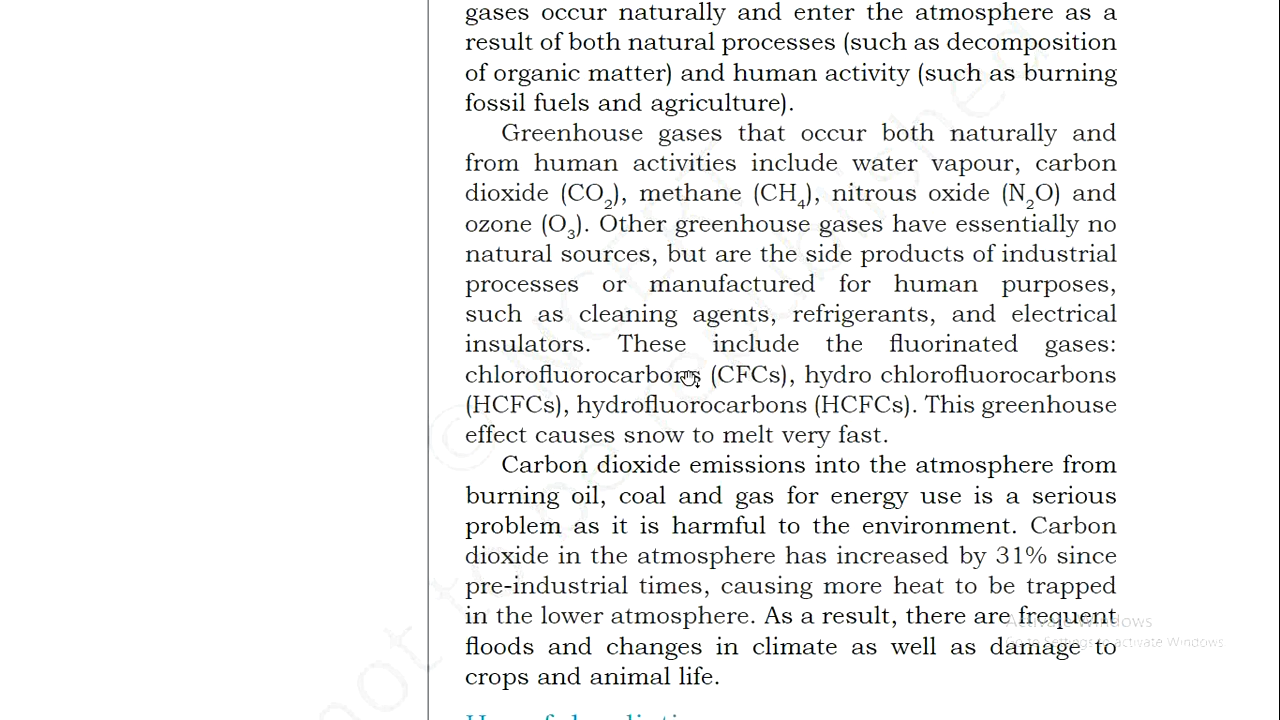 gases occur naturally and enter the atmosphere as a
result of both natural processes (such as decomposition
of organic matter) and human activity (such as burning
fossil fuels and agriculture).
Greenhouse gases that occur both naturally and
from human activities include water vapour, carbon
dioxide (CO₂), methane (CH₄), nitrous oxide (N₂O) and
ozone (O₃). Other greenhouse gases have essentially no
natural sources, but are the side products of industrial
processes or manufactured for human purposes,
such as cleaning agents, refrigerants, and electrical
insulators. These include the fluorinated gases:
chlorofluorocarbons (CFCs), hydro chlorofluorocarbons
(HCFCs), hydrofluorocarbons (HCFCs). This greenhouse
effect causes snow to melt very fast.
Carbon dioxide emissions into the atmosphere from
burning oil, coal and gas for energy use is a serious
problem as it is harmful to the environment. Carbon
dioxide in the atmosphere has increased by 31% since
pre-industrial times, causing more heat to be trapped
in the lower atmosphere. As a result, there are frequent
floods and changes in climate as well as damage to
crops and animal life.
Activate Windows
Go to Settings to activate Windows